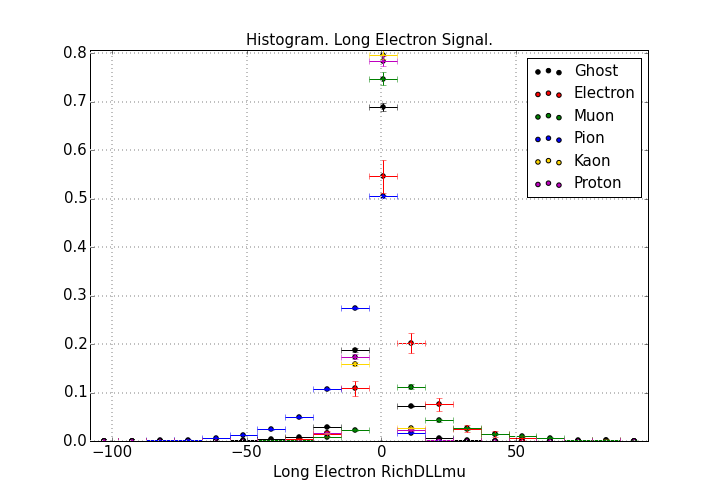 Histogram. Long Electron Signal.
0.8
0.7
0.6
0.5
0.4
0.3
0.2
0.1
0.0
Ghost
Electron
Muon
Pion
Kaon
Proton
−100
−50
0
50
Long Electron RichDLLmu